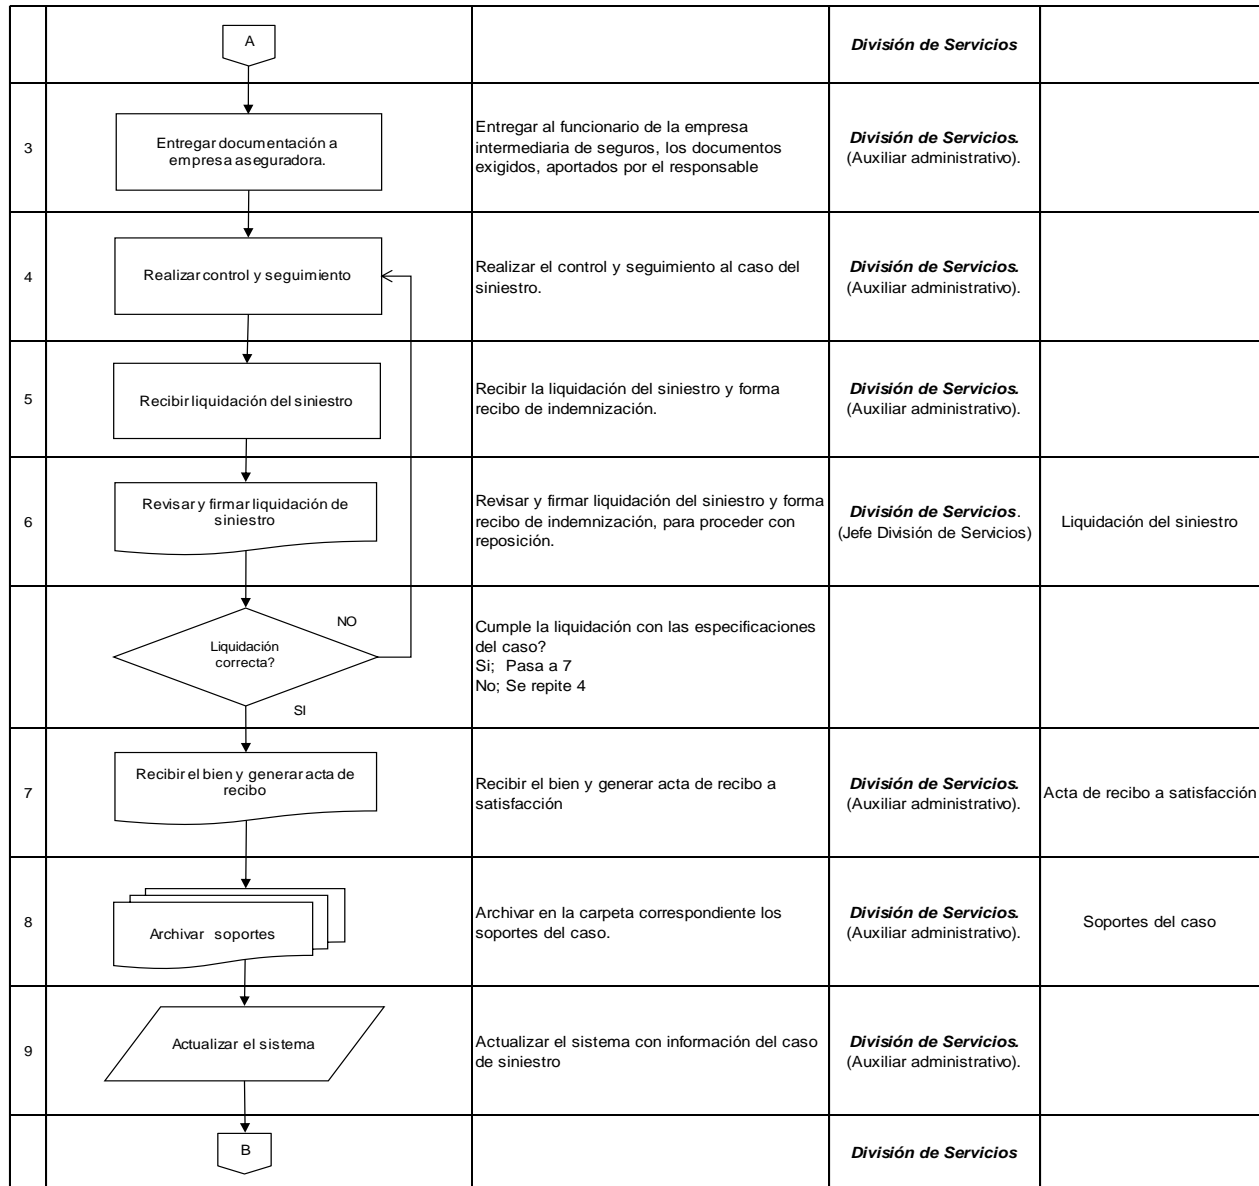 A
División de Servicios
3
Entregar documentación a
empresa aseguradora.
Entregar al funcionario de la empresa
intermediaria de seguros, los documentos
exigidos, aportados por el responsable
División de Servicios.
(Auxiliar administrativo).
4
Realizar control y seguimiento
Realizar el control y seguimiento al caso del
siniestro.
División de Servicios.
(Auxiliar administrativo).
5
Recibir liquidación del siniestro
Recibir la liquidación del siniestro y forma
recibo de indemnización.
División de Servicios.
(Auxiliar administrativo).
6
Revisar y firmar liquidación de
siniestro
Revisar y firmar liquidación del siniestro y forma
recibo de indemnización, para proceder con
reposición.
División de Servicios.
(Jefe División de Servicios)
Liquidación del siniestro
NO
Liquidación
correcta?
SI
Cumple la liquidación con las especificaciones
del caso?
Si; Pasa a 7
No; Se repite 4
7
Recibir el bien y generar acta de
recibo
Recibir el bien y generar acta de recibo a
satisfacción
División de Servicios.
(Auxiliar administrativo).
Acta de recibo a satisfacción
8
Archivar soportes
Archivar en la carpeta correspondiente los
soportes del caso.
División de Servicios.
(Auxiliar administrativo).
Soportes del caso
9
Actualizar el sistema
Actualizar el sistema con información del caso
de siniestro
División de Servicios.
(Auxiliar administrativo).
B
División de Servicios